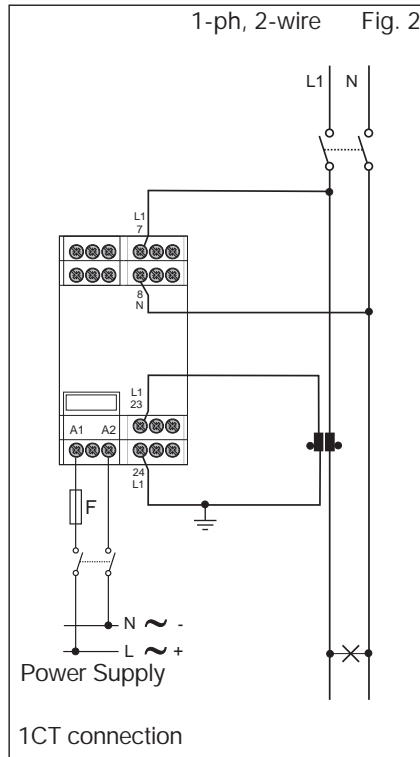 1-ph, 2-wire Fig. 2
L1 N
L1
7
8
N
L1
23
A1 A2
24
L1
F
N ~ -
L ~ +
Power Supply
1CT connection